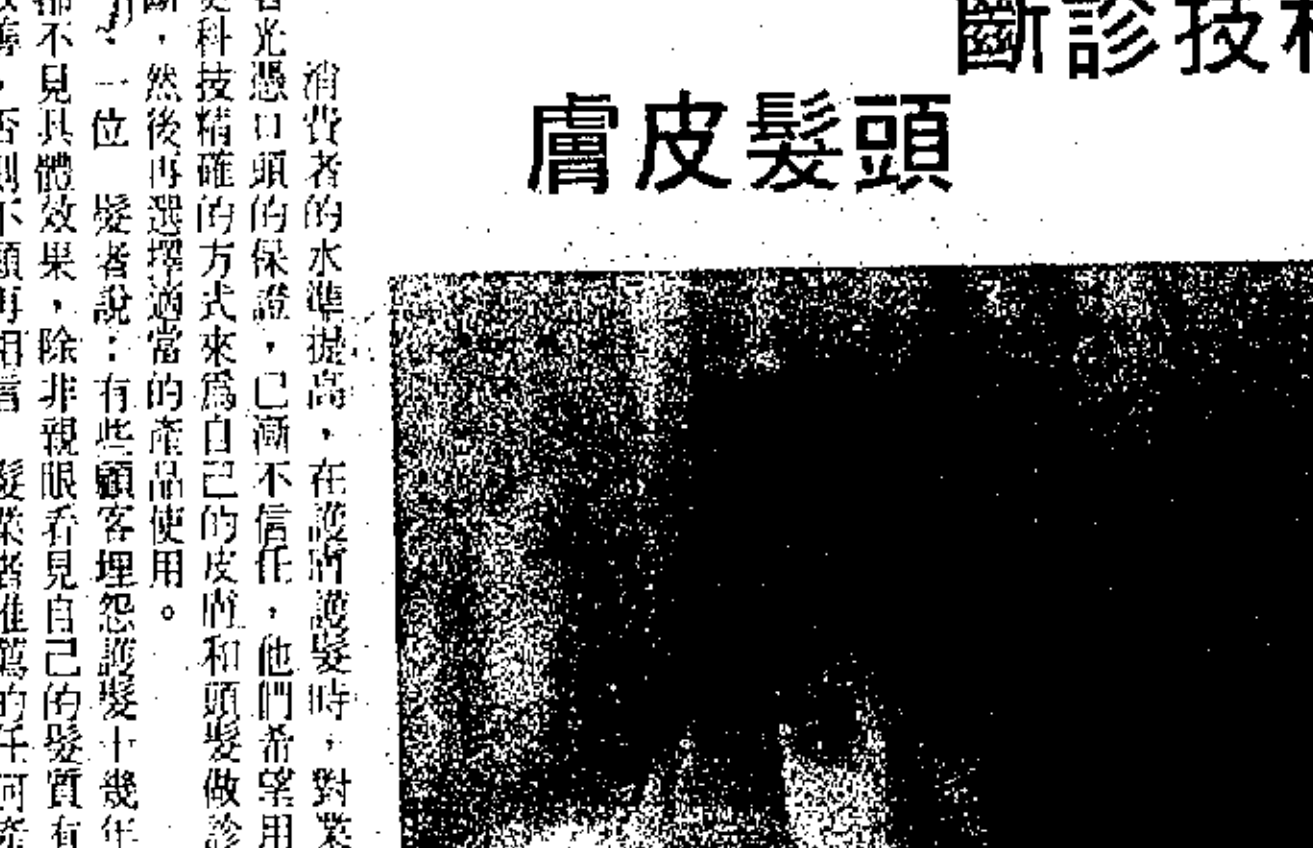 技診斷
頭髮皮膚
消費者的水準提高，在護膚護髮時，對業
者光憑口頭的保證，已漸不信任，他們希望用
更科技精確的方式來爲自己的皮膚和頭髮做診
斷，然後再選擇適當的產品使用。
一位 髮者說：有些顧客埋怨護髮十幾年
卻不見具體效果，除非親眼看見自己的髮質有
改善，否則不願再相信 髮業者推薦的任何產